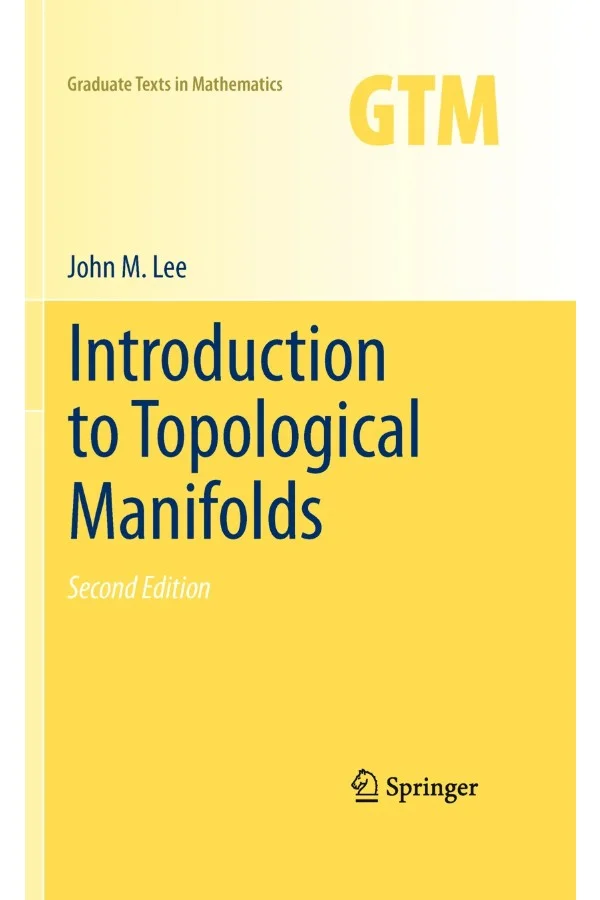 Graduate Texts in Mathematics
GTM
John M. Lee
Introduction
to Topological
Manifolds
Second Edition
Springer